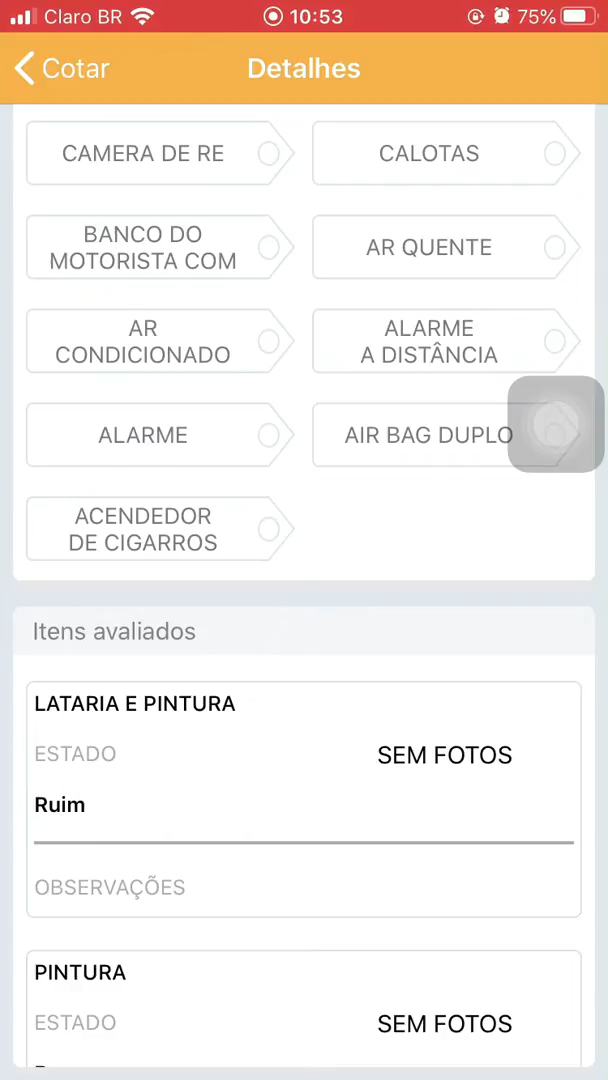 Claro BR 10:53 75%
Cotar Detalhes
CAMERA DE RE
CALOTAS
BANCO DO
MOTORISTA COM
AR QUENTE
AR
CONDICIONADO
ALARME
A DISTÂNCIA
ALARME
AIR BAG DUPLO
ACENDEDOR
DE CIGARROS
Itens avaliados
LATARIA E PINTURA
ESTADO
SEM FOTOS
Ruim
OBSERVAÇÕES
PINTURA
ESTADO
SEM FOTOS